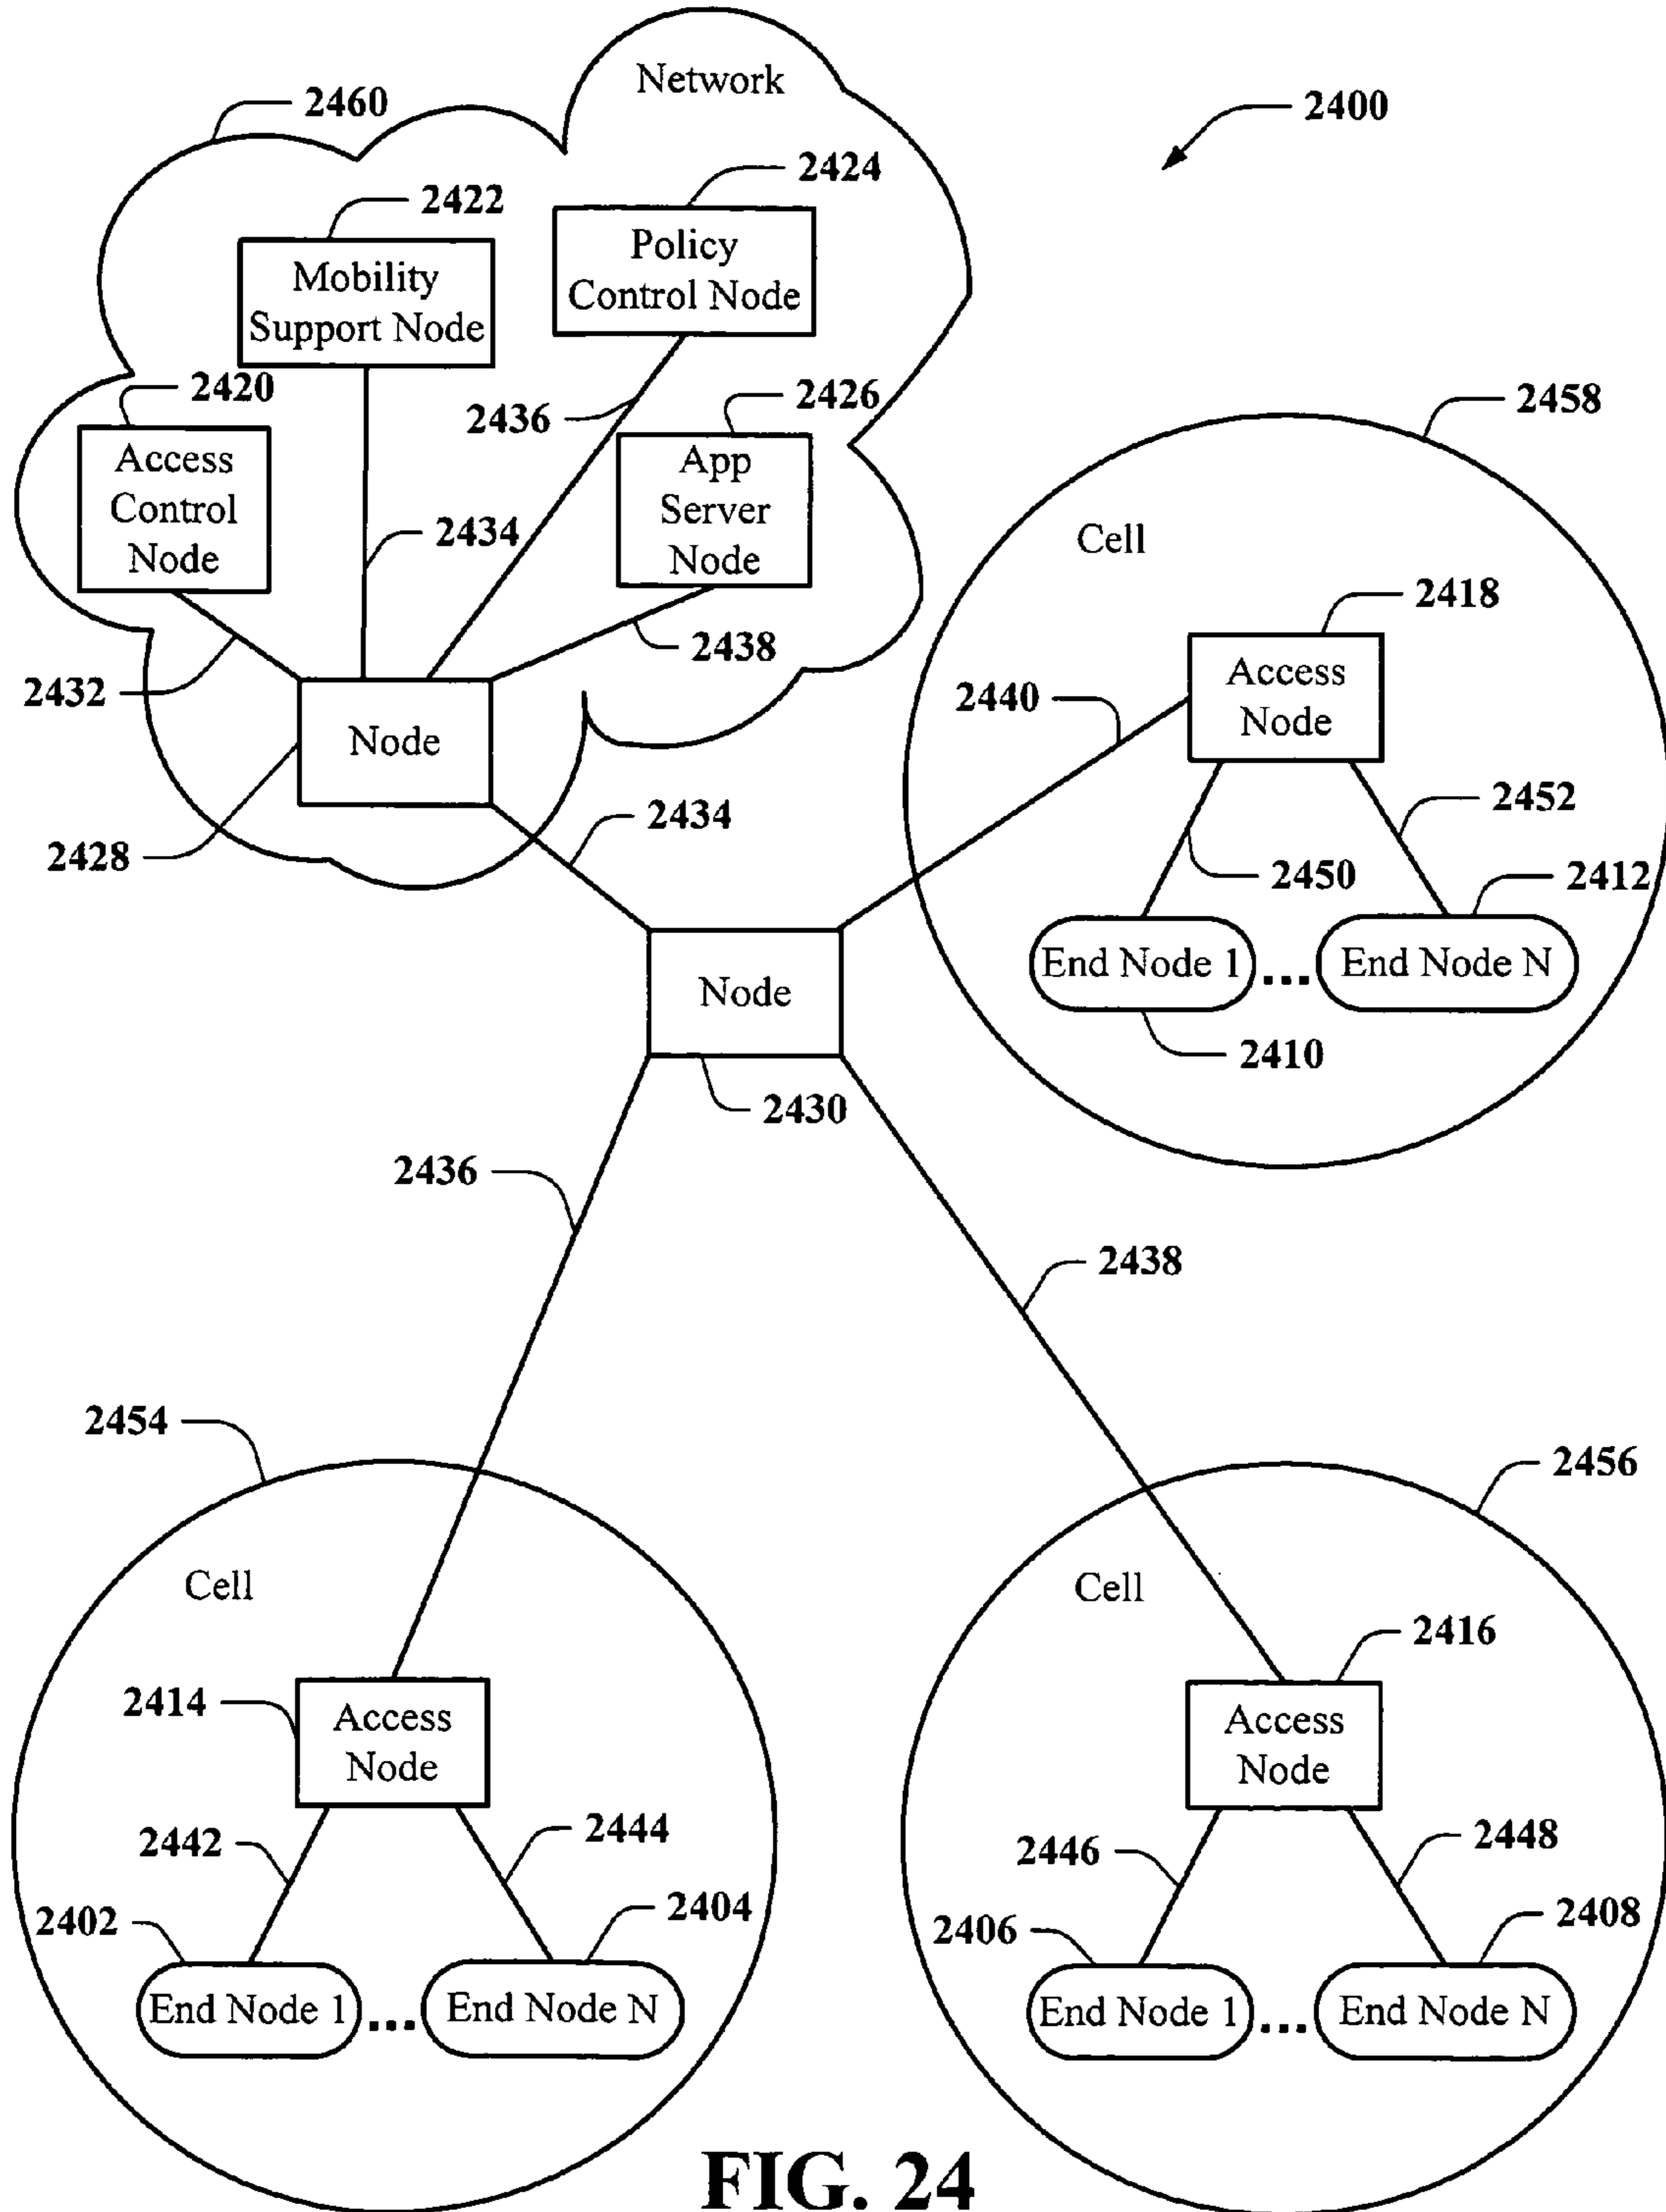 Network
2460
2400
2424
2422
Policy
Control Node
Mobility
Support Node
2420
2436
2426
2458
Access
Control
Node
App
Server
Node
2434
Cell
2418
2438
2432
2440
Access
Node
Node
2434
2452
2428
2450
2412
End Node 1
...
End Node N
Node
2410
2430
2436
2438
2454
2456
Cell
Cell
2416
2414
Access
Node
Access
Node
2442
2444
2446
2448
2402
2404
2406
2408
End Node 1
...
End Node N
End Node 1
...
End Node N
FIG. 24